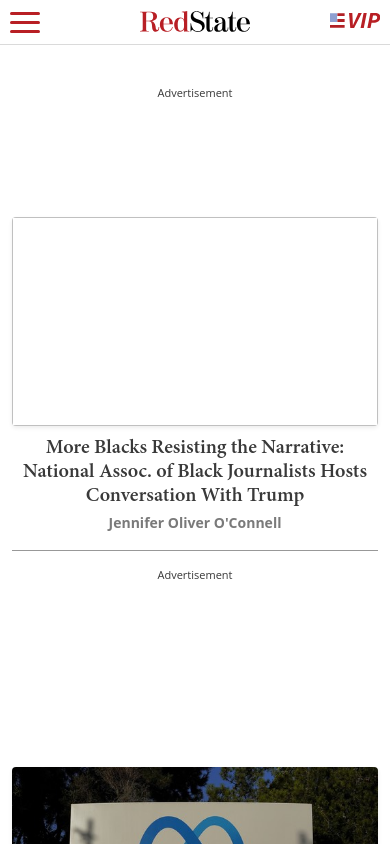 RedState
VIP
Advertisement
More Blacks Resisting the Narrative:
National Assoc. of Black Journalists Hosts
Conversation With Trump
Jennifer Oliver O'Connell
Advertisement